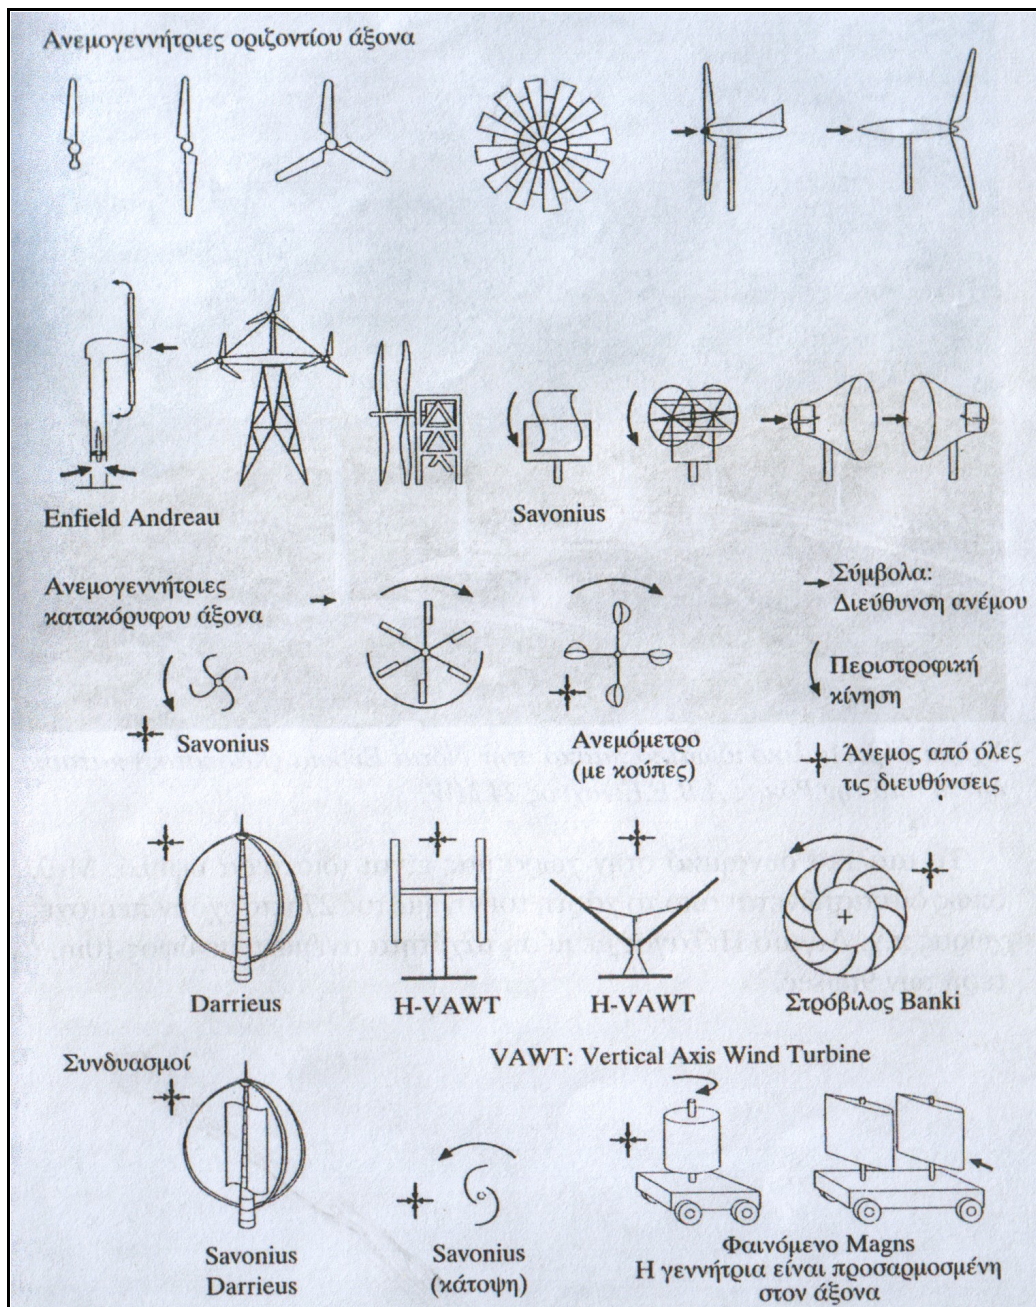 Ανεμογεννήτριες οριζοντίου άξονα
Enfield Andreau
Savonius
Ανεμογεννήτριες
κατακόρυφου άξονα
Σύμβολα:
Διεύθυνση ανέμου
Περιστροφική
κίνηση
Savonius
Ανεμόμετρο
(με κούπες)
Άνεμος από όλες
τις διευθύνσεις
Darrieus
H-VAWT
H-VAWT
Στρόβιλος Banki
Συνδυασμοί
VAWT: Vertical Axis Wind Turbine
Savonius
Darrieus
Savonius
(κάτοψη)
Φαινόμενο Magns
Η γεννήτρια είναι προσαρμοσμένη
στον άξονα